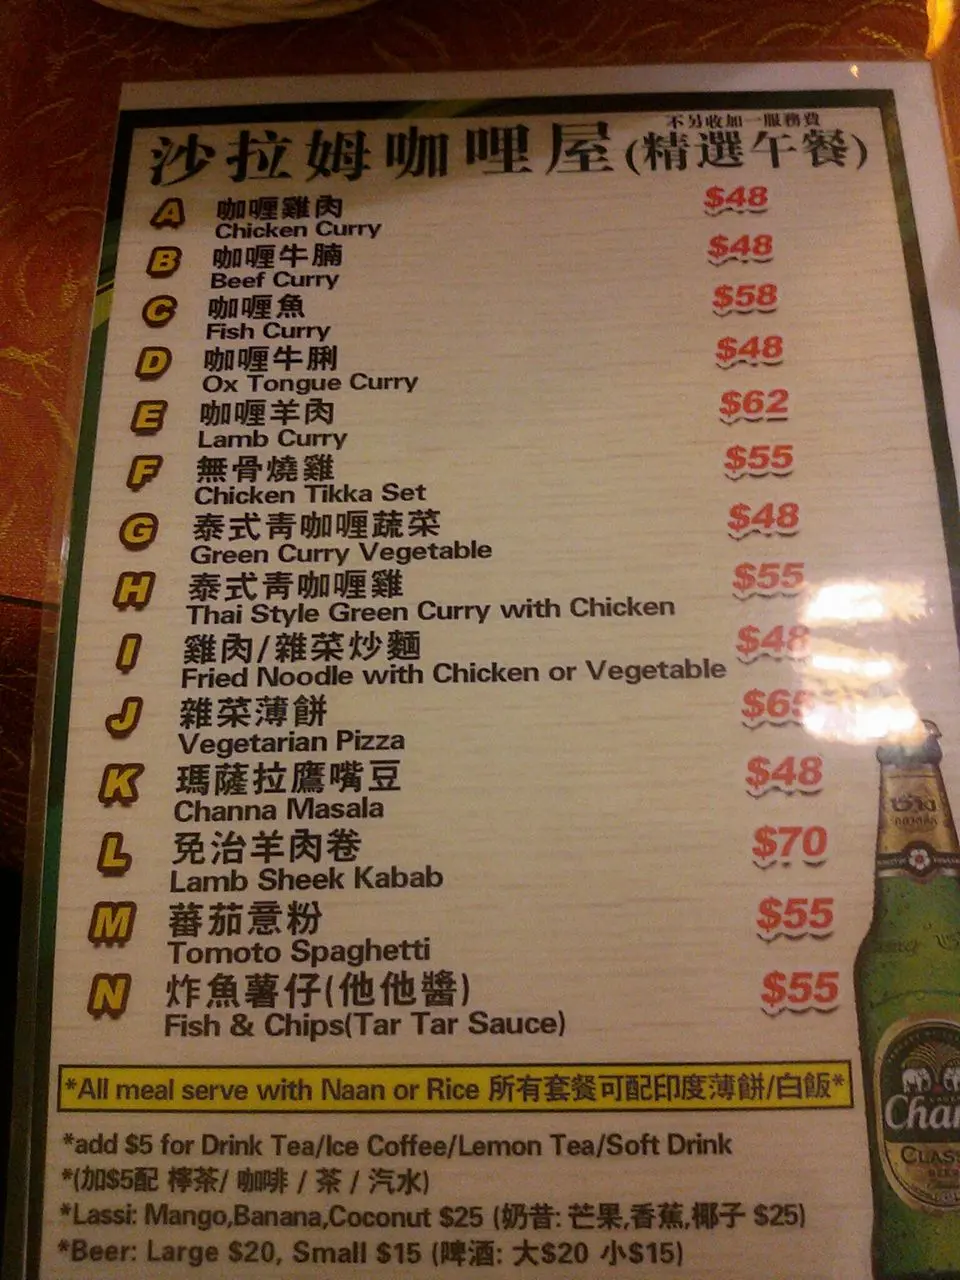 不另收加一服務費
沙拉姆咖哩屋(精選午餐)
A 咖喱雞肉 $48
Chicken Curry
B 咖喱牛腩 $48
Beef Curry
C 咖喱魚 $58
Fish Curry
D 咖喱牛脷 $48
Ox Tongue Curry
E 咖喱羊肉 $62
Lamb Curry
F 無骨燒雞 $55
Chicken Tikka Set
G 泰式青咖喱蔬菜 $48
Green Curry Vegetable
H 泰式青咖喱雞 $55
Thai Style Green Curry with Chicken
I 雞肉/雜菜炒麵 $48
Fried Noodle with Chicken or Vegetable
J 雜菜薄餅 $65
Vegetarian Pizza
K 瑪薩拉鷹嘴豆 $48
Channa Masala
L 免治羊肉卷 $70
Lamb Sheek Kabab
M 蕃茄意粉 $55
Tomoto Spaghetti
N 炸魚薯仔(他他醬) $55
Fish & Chips(Tar Tar Sauce)
*All meal serve with Naan or Rice 所有套餐可配印度薄餅/白飯*
*add $5 for Drink Tea/Ice Coffee/Lemon Tea/Soft Drink
*(加$5配 檸茶/ 咖啡 / 茶 / 汽水)
*Lassi: Mango,Banana,Coconut $25 (奶昔: 芒果,香蕉,椰子 $25)
*Beer: Large $20, Small $15 (啤酒: 大$20 小$15)
ช้าง
Chan
CLASS